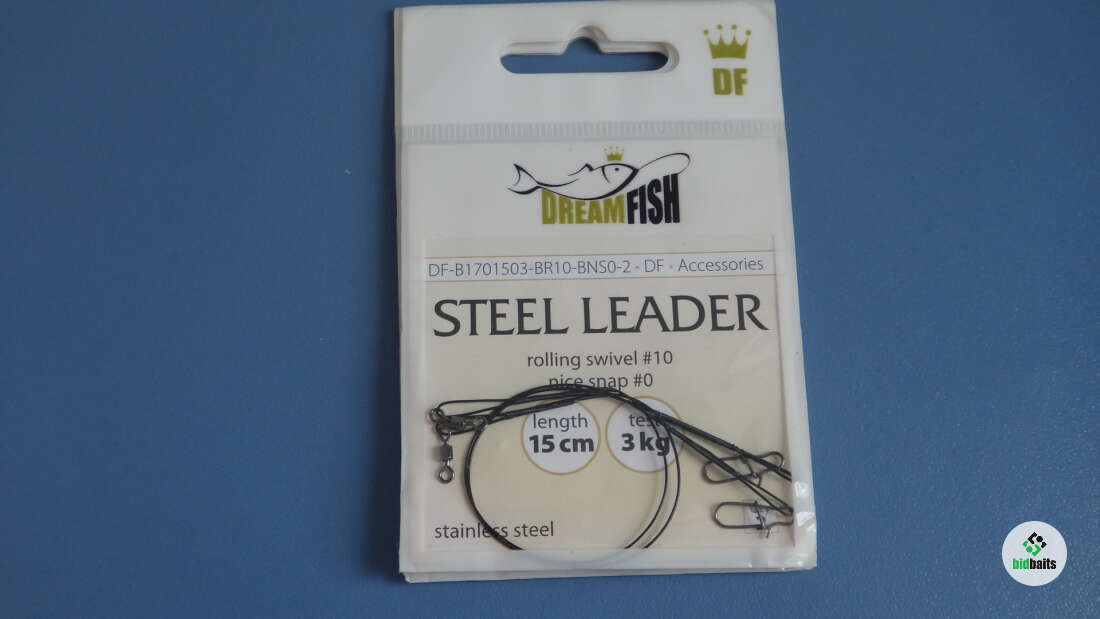 DF
DREAMFISH
DF-B1701503-BR10-BNS0-2 · DF · Accessories
STEEL LEADER
rolling swivel #10
nice snap #0
length
15 cm
test
3 kg
stainless steel
bidbaits